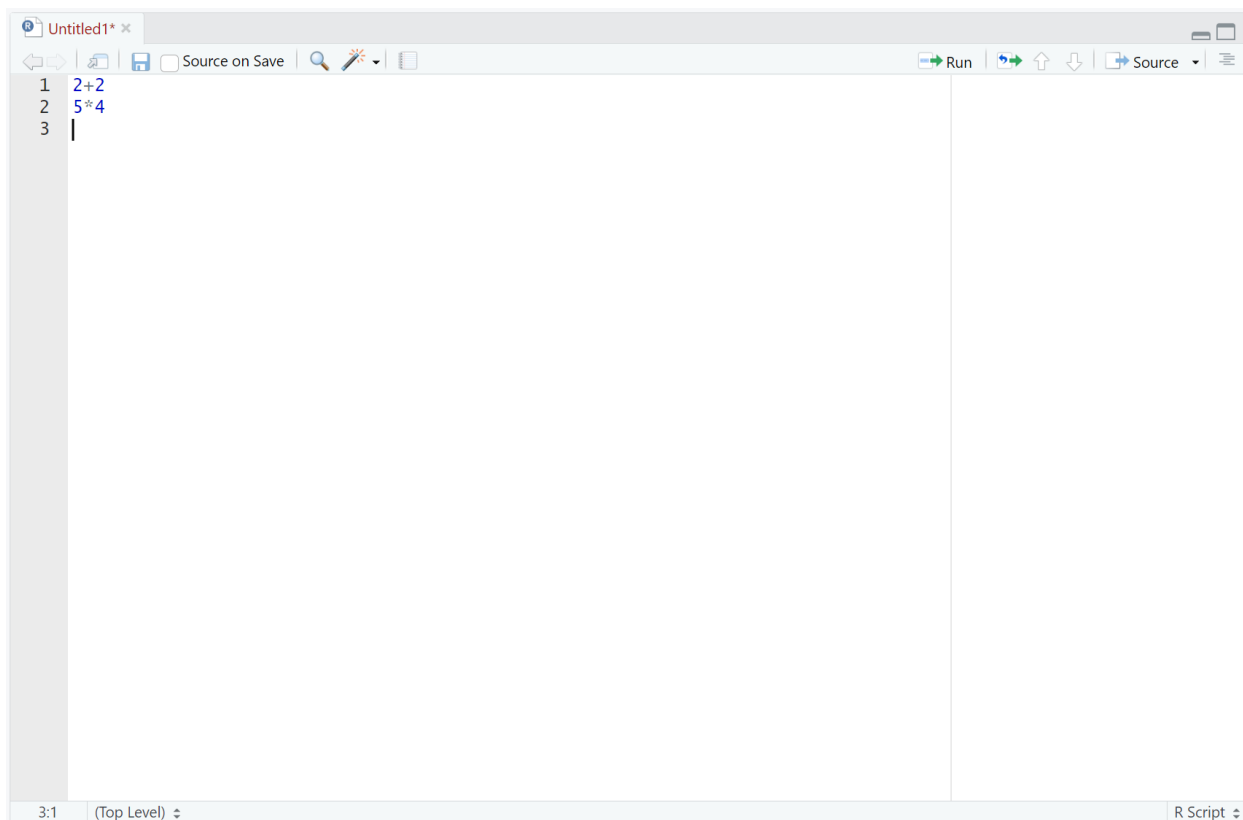 R Untitled1*
Source on Save Run Source
1 2+2
2 5*4
3
3:1 (Top Level) R Script